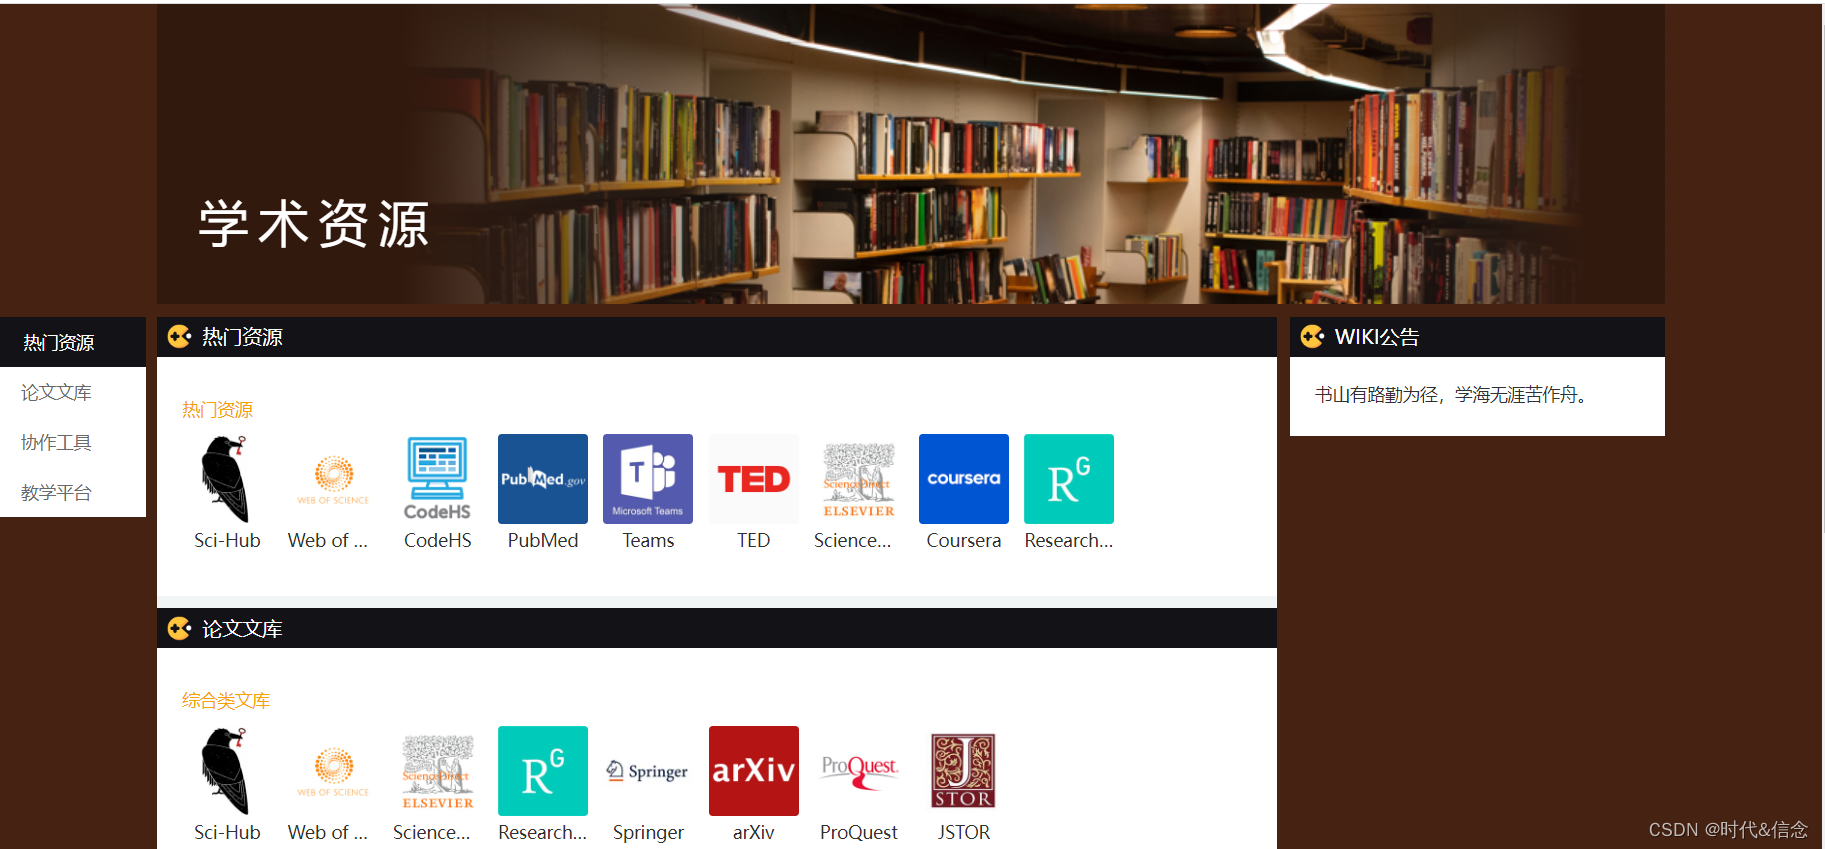 学术资源
热门资源
论文文库
协作工具
教学平台
热门资源
热门资源
WEB OF SCIENCE
CodeHS
PubMed.gov
T
Microsoft Teams
TED
ScienceDirect
ELSEVIER
coursera
RG
Sci-Hub
Web of ...
CodeHS
PubMed
Teams
TED
Science...
Coursera
Research...
论文文库
综合类文库
WEB OF SCIENCE
ScienceDirect
ELSEVIER
RG
Springer
arXiv
ProQuest
J
STOR
Sci-Hub
Web of ...
Science...
Research...
Springer
arXiv
ProQuest
JSTOR
WIKI公告
书山有路勤为径，学海无涯苦作舟。
CSDN @时代&信念